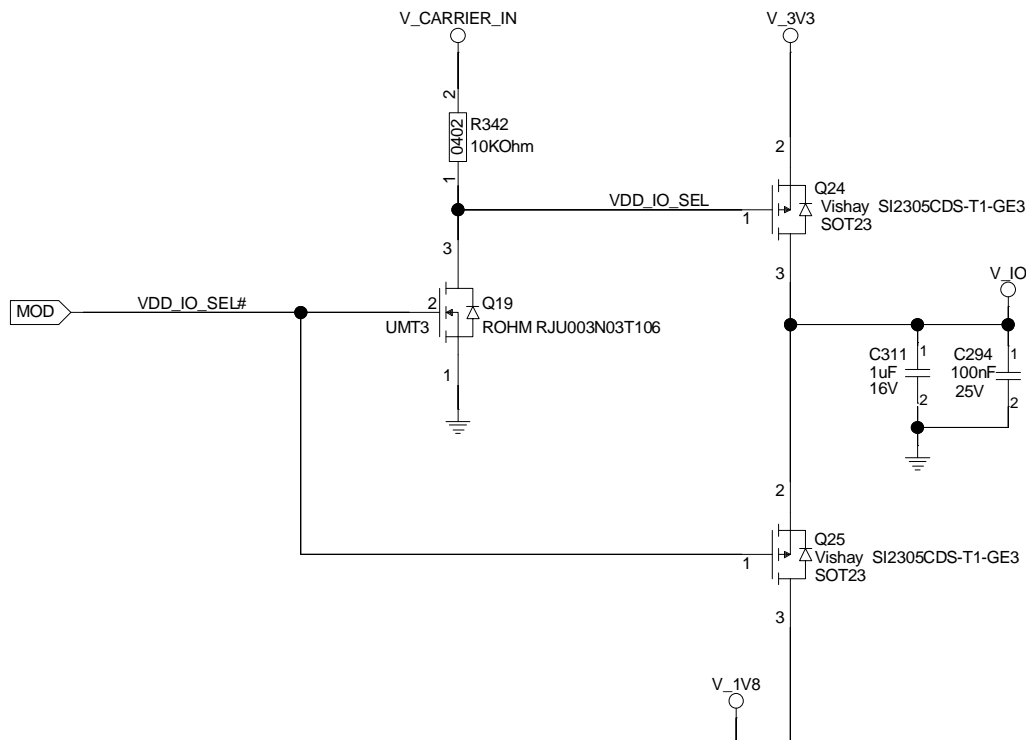 V_CARRIER_IN
V_3V3
2
0402
R342
10KOhm
1
2
VDD_IO_SEL
1
Q24
Vishay SI2305CDS-T1-GE3
SOT23
3
3
V_IO
MOD
VDD_IO_SEL#
2
Q19
UMT3
ROHM RJU003N03T106
1
C311
1uF
16V
1
2
C294
100nF
25V
1
2
2
1
Q25
Vishay SI2305CDS-T1-GE3
SOT23
3
V_1V8